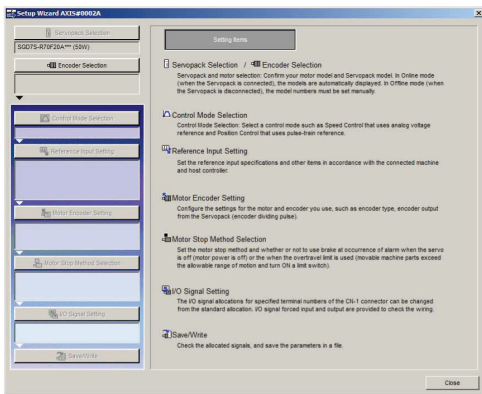 Setup Wizard AXIS#0002A
Servopack Selection
SGD7S-R70F20A*** (50W)
Encoder Selection
Control Mode Selection
Reference Input Setting
Motor Encoder Setting
Motor Stop Method Selection
I/O Signal Setting
Save/Write
Setting Items
Servopack Selection / Encoder Selection
Servopack and motor selection: Confirm your motor model and Servopack model. In Online mode
(when the Servopack is connected), the models are automatically displayed. In Offline mode (when
the Servopack is disconnected), the model numbers must be set manually.
Control Mode Selection
Control Mode Selection: Select a control mode such as Speed Control that uses analog voltage
reference and Position Control that uses pulse-train reference.
Reference Input Setting
Set the reference input specifications and other items in accordance with the connected machine
and host controller.
Motor Encoder Setting
Configure the settings for the motor and encoder you use, such as encoder type, encoder output
from the Servopack (encoder dividing pulse).
Motor Stop Method Selection
Set the motor stop method and whether or not to use brake at occurrence of alarm when the servo
is off (motor power is off) or the when the overtravel limit is used (movable machine parts exceed
the allowable range of motion and turn ON a limit switch).
I/O Signal Setting
The I/O signal allocations for specified terminal numbers of the CN-1 connector can be changed
from the standard allocation. I/O signal forced input and output are provided to check the wiring.
Save/Write
Check the allocated signals, and save the parameters in a file.
Close